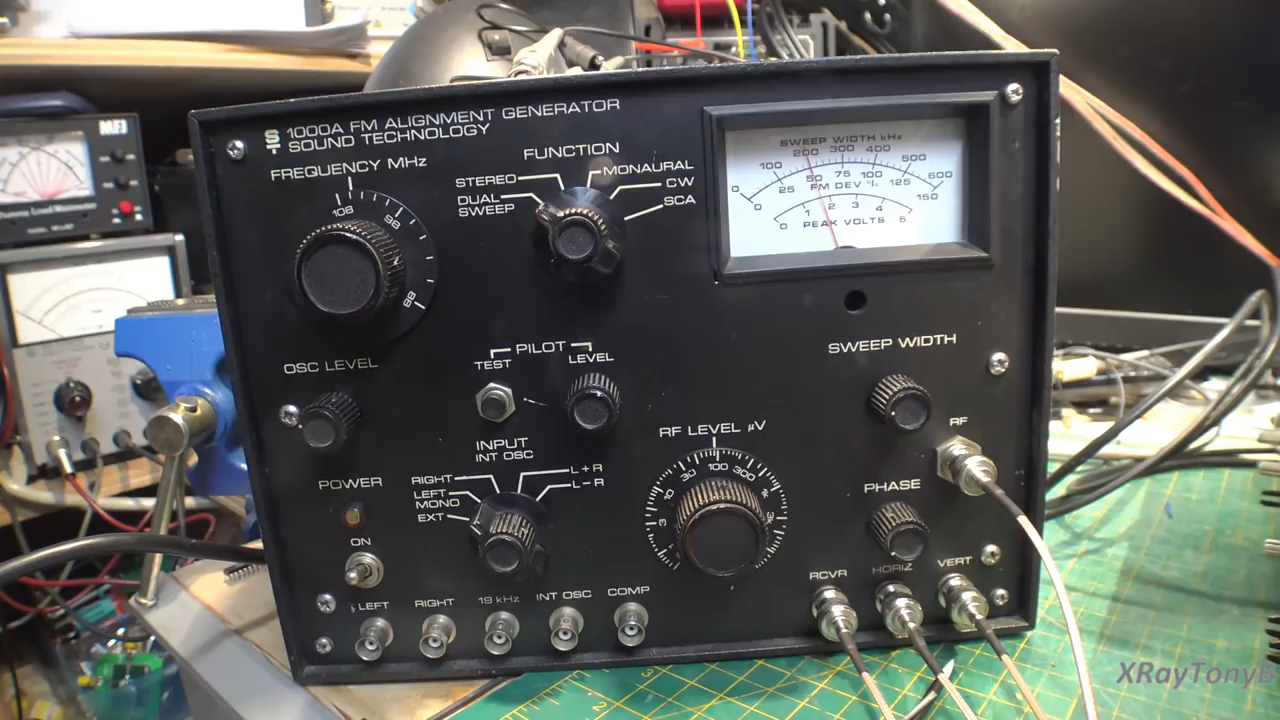 MFJ
1000A FM ALIGNMENT GENERATOR
SOUND TECHNOLOGY
FREQUENCY MHz
108
98
88
FUNCTION
STEREO
MONAURAL
DUAL SWEEP
CW
SCA
SWEEP WIDTH kHz
0 100 200 300 400 500 600
0 25 50 75 100 125 150
FM DEV %
0 1 2 3 4 5
PEAK VOLTS
OSC LEVEL
PILOT
TEST
LEVEL
SWEEP WIDTH
INPUT
INT OSC
RIGHT
L+R
LEFT
L-R
MONO
EXT
RF LEVEL µV
3 10 30 100 300 1k 3k
RF
PHASE
POWER
ON
LEFT
RIGHT
19 kHz
INT OSC
COMP
RCVR
HORIZ
VERT
XRayTonyB